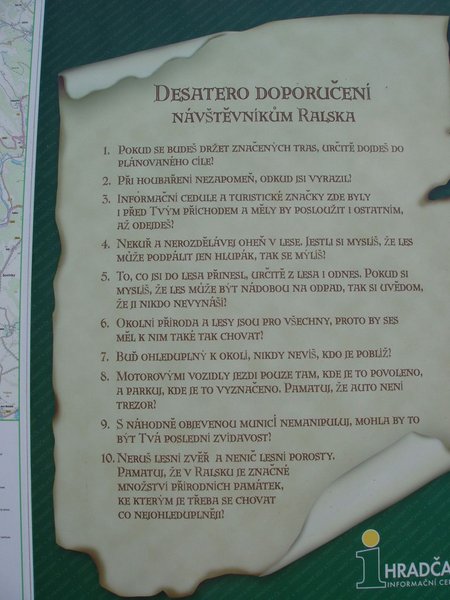 Desatero doporučení
návštěvníkům Ralska
1. Pokud se budeš držet značených tras, určitě dojdeš do
plánovaného cíle!
2. Při houbaření nezapomeň, odkud jsi vyrazil!
3. Informační cedule a turistické značky zde byly
i před Tvým příchodem a měly by posloužit i ostatním,
až odejdeš!
4. Nekuř a nerozdělávej oheň v lese. Jestli si myslíš, že les
může podpálit jen hlupák, tak se mýlíš!
5. To, co jsi do lesa přinesl, určitě z lesa i odnes. Pokud si
myslíš, že les může být nádobou na odpad, tak si uvědom,
že ji nikdo nevynáší!
6. Okolní příroda a lesy jsou pro všechny, proto by ses
měl k nim také tak chovat!
7. Buď ohleduplný k okolí, nikdy nevíš, kdo je poblíž!
8. Motorovými vozidly jezdi pouze tam, kde je to povoleno,
a parkuj, kde je to vyznačeno. Pamatuj, že auto není
trezor!
9. S náhodně objevenou municí nemanipuluj, mohla by to
být Tvá poslední zvídavost!
10. Neruš lesní zvěř a nenič lesní porosty.
Pamatuj, že v Ralsku je značné
množství přírodních památek,
ke kterým je třeba se chovat
co nejohleduplněji!
i HRADČA
INFORMAČNÍ CE